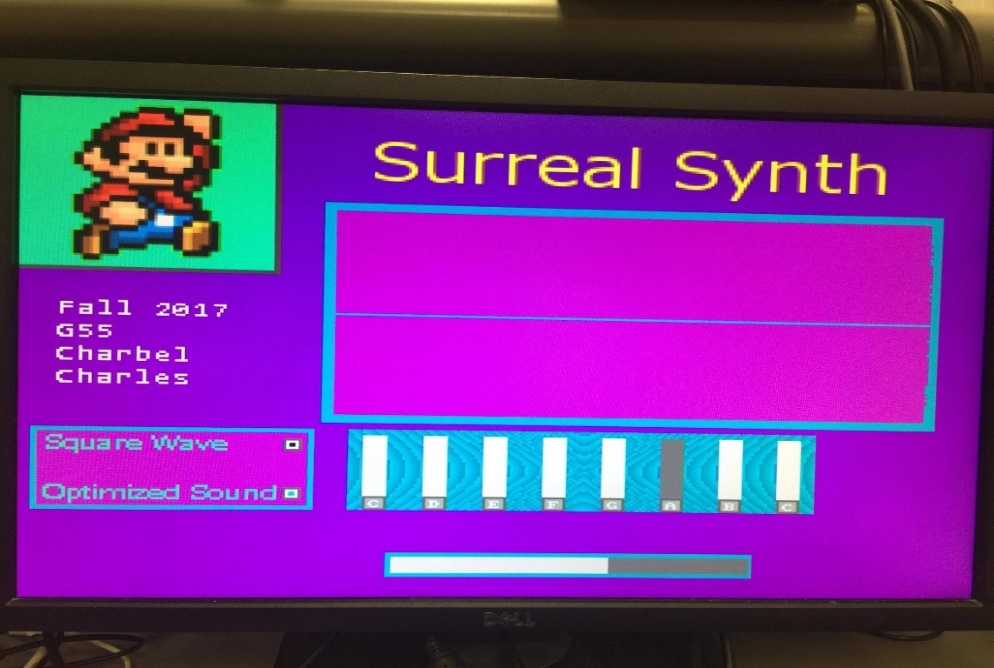 Surreal Synth
Fall 2017
G55
Charbel
Charles
Square Wave
Optimized Sound
C D E F G A B C
DELL